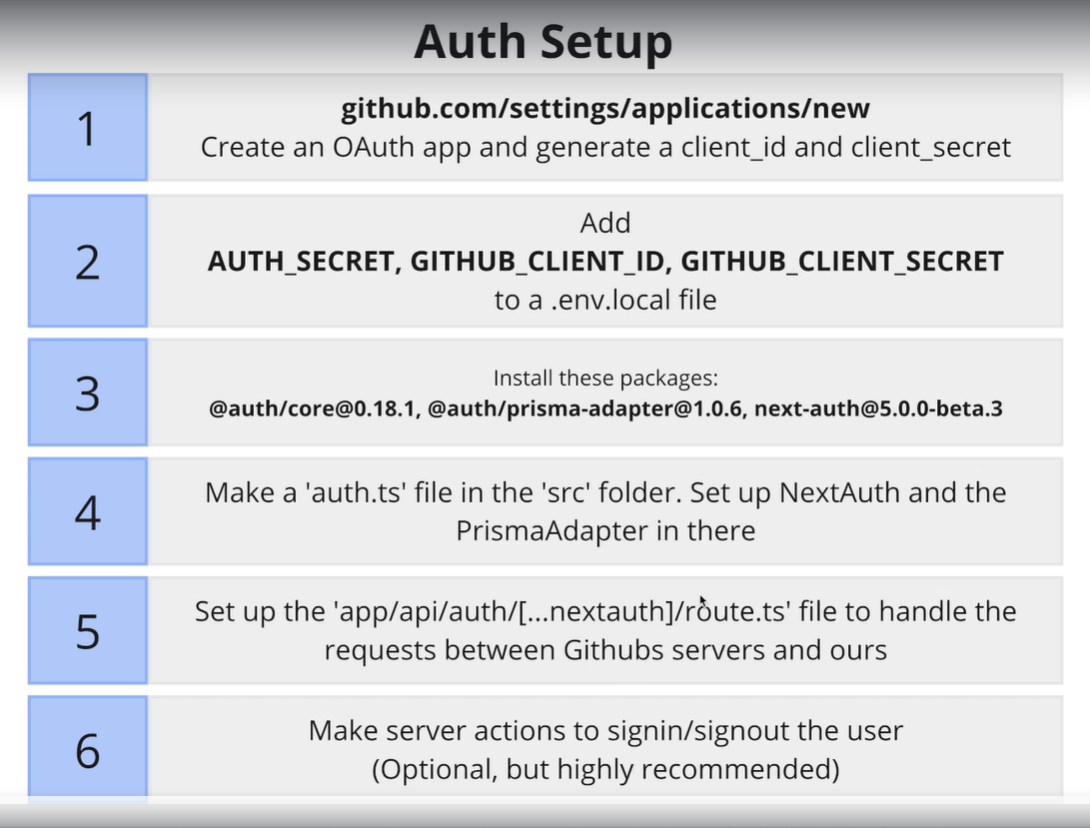 Auth Setup
1
github.com/settings/applications/new
Create an OAuth app and generate a client_id and client_secret
2
Add
AUTH_SECRET, GITHUB_CLIENT_ID, GITHUB_CLIENT_SECRET
to a .env.local file
3
Install these packages:
@auth/core@0.18.1, @auth/prisma-adapter@1.0.6, next-auth@5.0.0-beta.3
4
Make a 'auth.ts' file in the 'src' folder. Set up NextAuth and the
PrismaAdapter in there
5
Set up the 'app/api/auth/[...nextauth]/route.ts' file to handle the
requests between Githubs servers and ours
6
Make server actions to signin/signout the user
(Optional, but highly recommended)